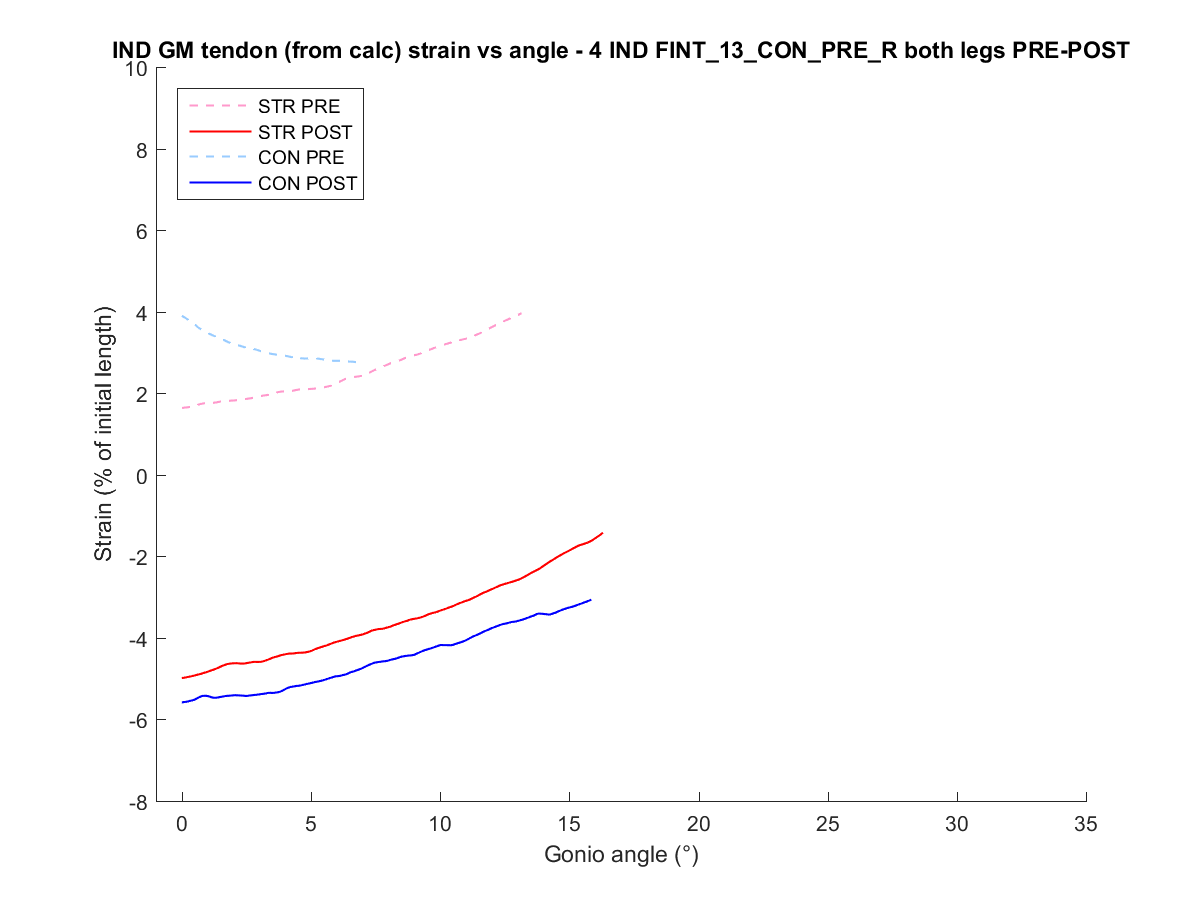 IND GM tendon (from calc) strain vs angle - 4 IND FINT_13_CON_PRE_R both legs PRE-POST
10
8
6
4
2
0
-2
-4
-6
-8
Strain (% of initial length)
STR PRE
STR POST
CON PRE
CON POST
0 5 10 15 20 25 30 35
Gonio angle (°)